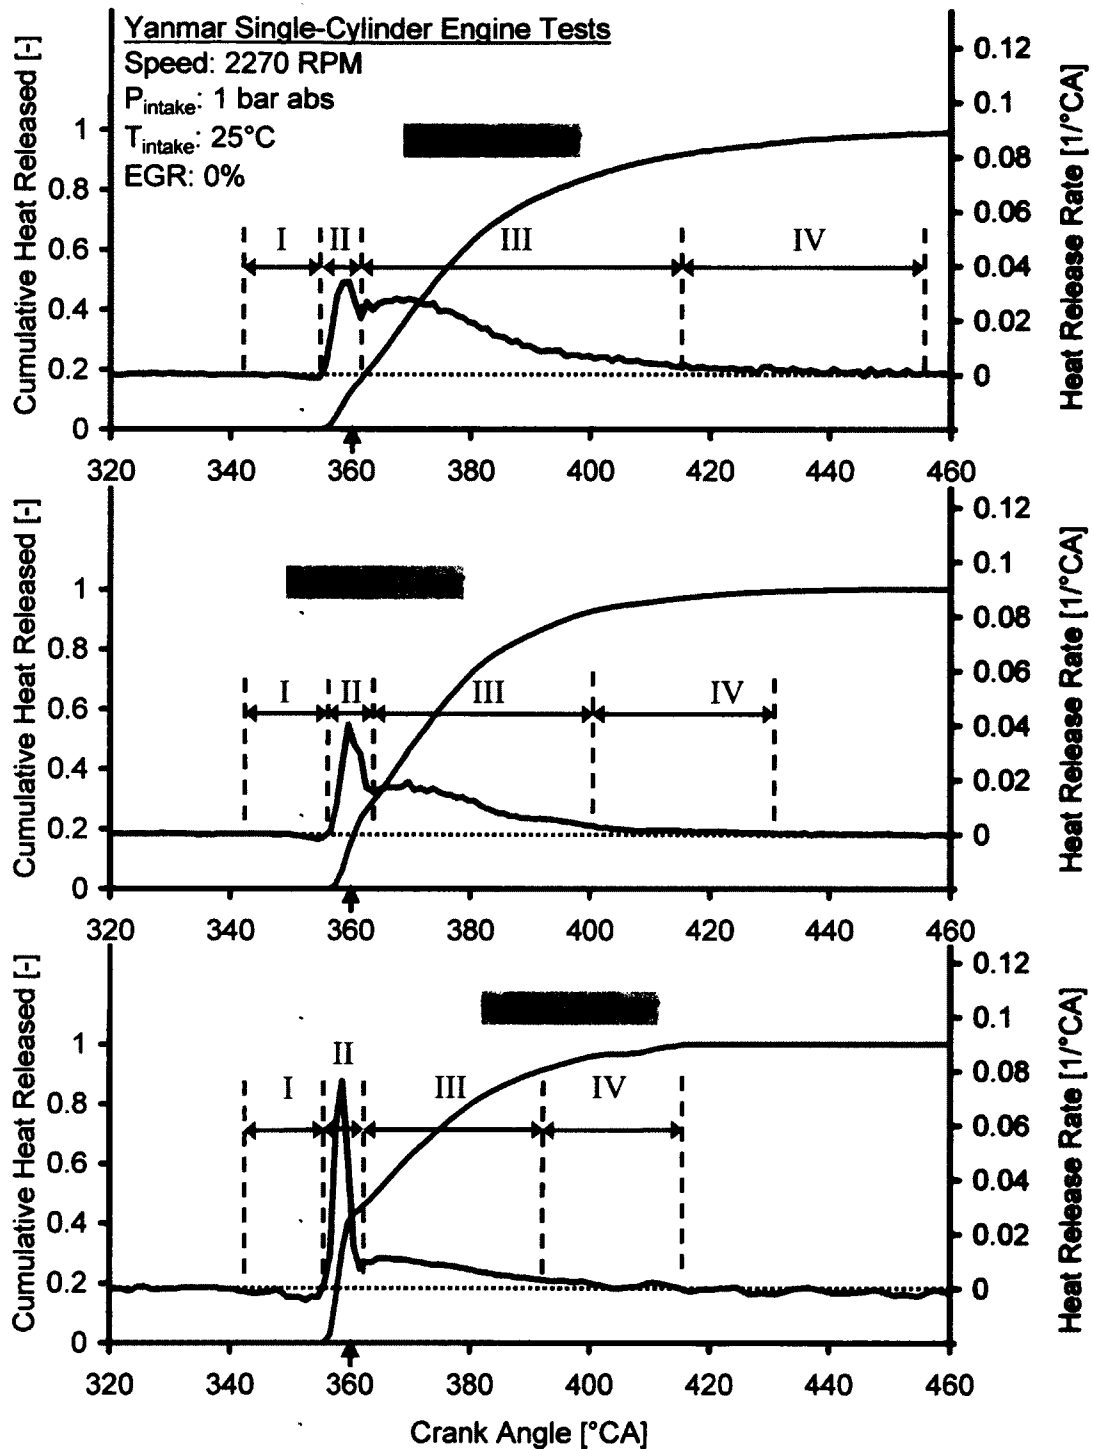 Yanmar Single-Cylinder Engine Tests
Speed: 2270 RPM
Pintake: 1 bar abs
Tintake: 25°C
EGR: 0%
Cumulative Heat Released [-]
1
0.8
0.6
0.4
0.2
0
I
II
III
IV
0.12
0.1
0.08
0.06
0.04
0.02
0
Heat Release Rate [1/°CA]
320 340 360 380 400 420 440 460
Cumulative Heat Released [-]
1
0.8
0.6
0.4
0.2
0
I
II
III
IV
0.12
0.1
0.08
0.06
0.04
0.02
0
Heat Release Rate [1/°CA]
320 340 360 380 400 420 440 460
Cumulative Heat Released [-]
1
0.8
0.6
0.4
0.2
0
I
II
III
IV
0.12
0.1
0.08
0.06
0.04
0.02
0
Heat Release Rate [1/°CA]
320 340 360 380 400 420 440 460
Crank Angle [°CA]